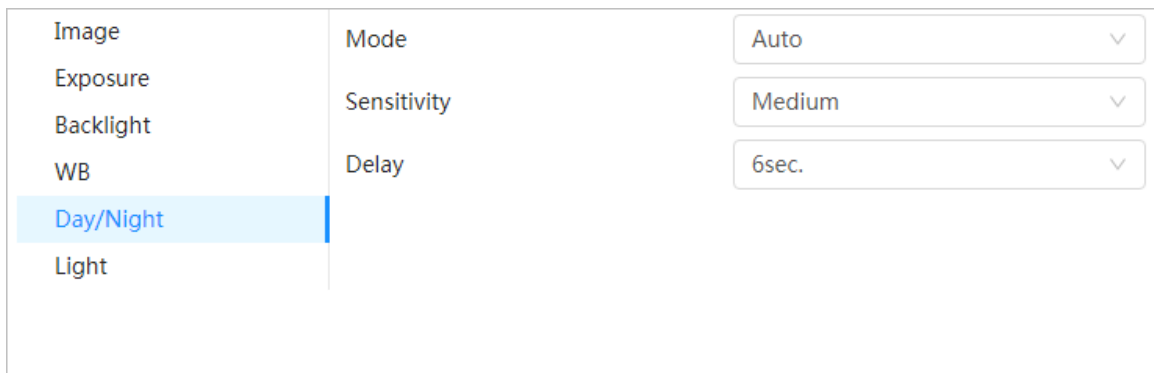 Image
Exposure
Backlight
WB
Day/Night
Light
Mode Auto
Sensitivity Medium
Delay 6sec.